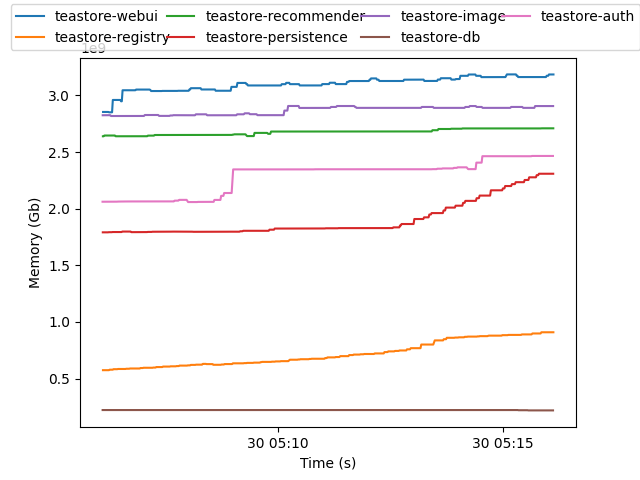 teastore-webui teastore-recommender teastore-image teastore-auth
teastore-registry teastore-persistence teastore-db
1e9
3.0
2.5
2.0
1.5
1.0
0.5
Memory (Gb)
30 05:10 30 05:15
Time (s)